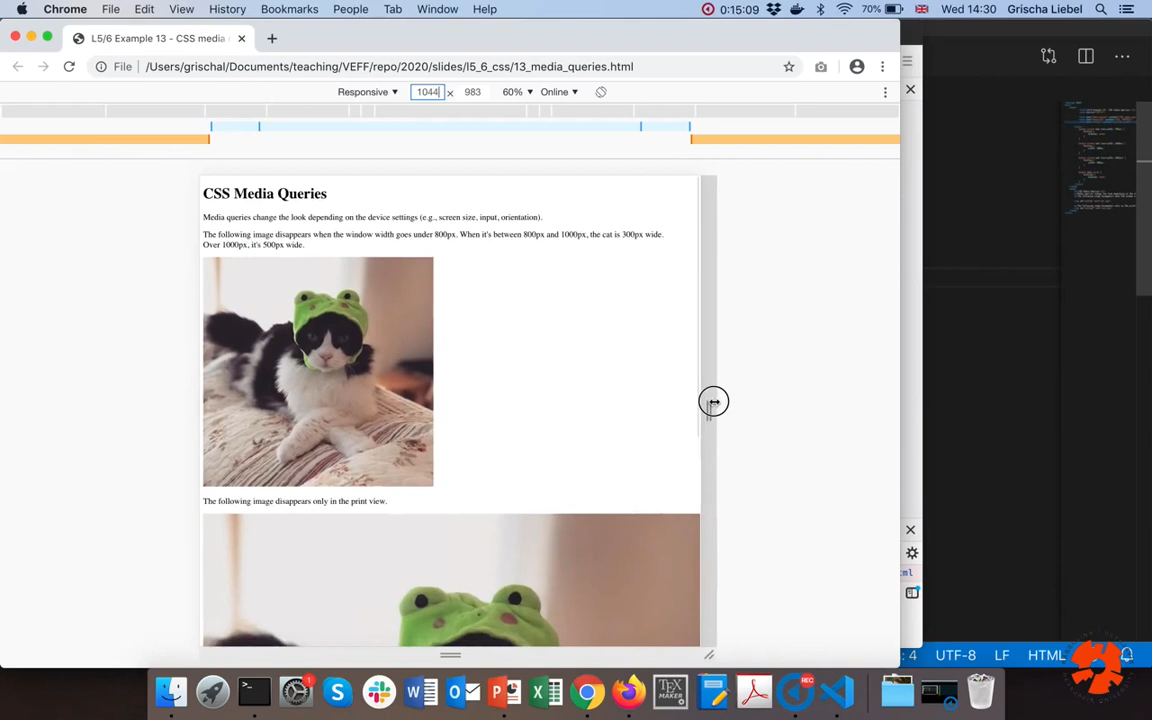 Chrome File Edit View History Bookmarks People Tab Window Help 0:15:09 70% Wed 14:30 Grischa Liebel
L5/6 Example 13 - CSS media
File /Users/grischal/Documents/teaching/VEFF/repo/2020/slides/l5_6_css/13_media_queries.html
Responsive 1044 × 983 60% Online
CSS Media Queries
Media queries change the look depending on the device settings (e.g., screen size, input, orientation).
The following image disappears when the window width goes under 800px. When it's between 800px and 1000px, the cat is 300px wide.
Over 1000px, it's 500px wide.
The following image disappears only in the print view.
: 4 UTF-8 LF HTML
REC
TEX
MAKER